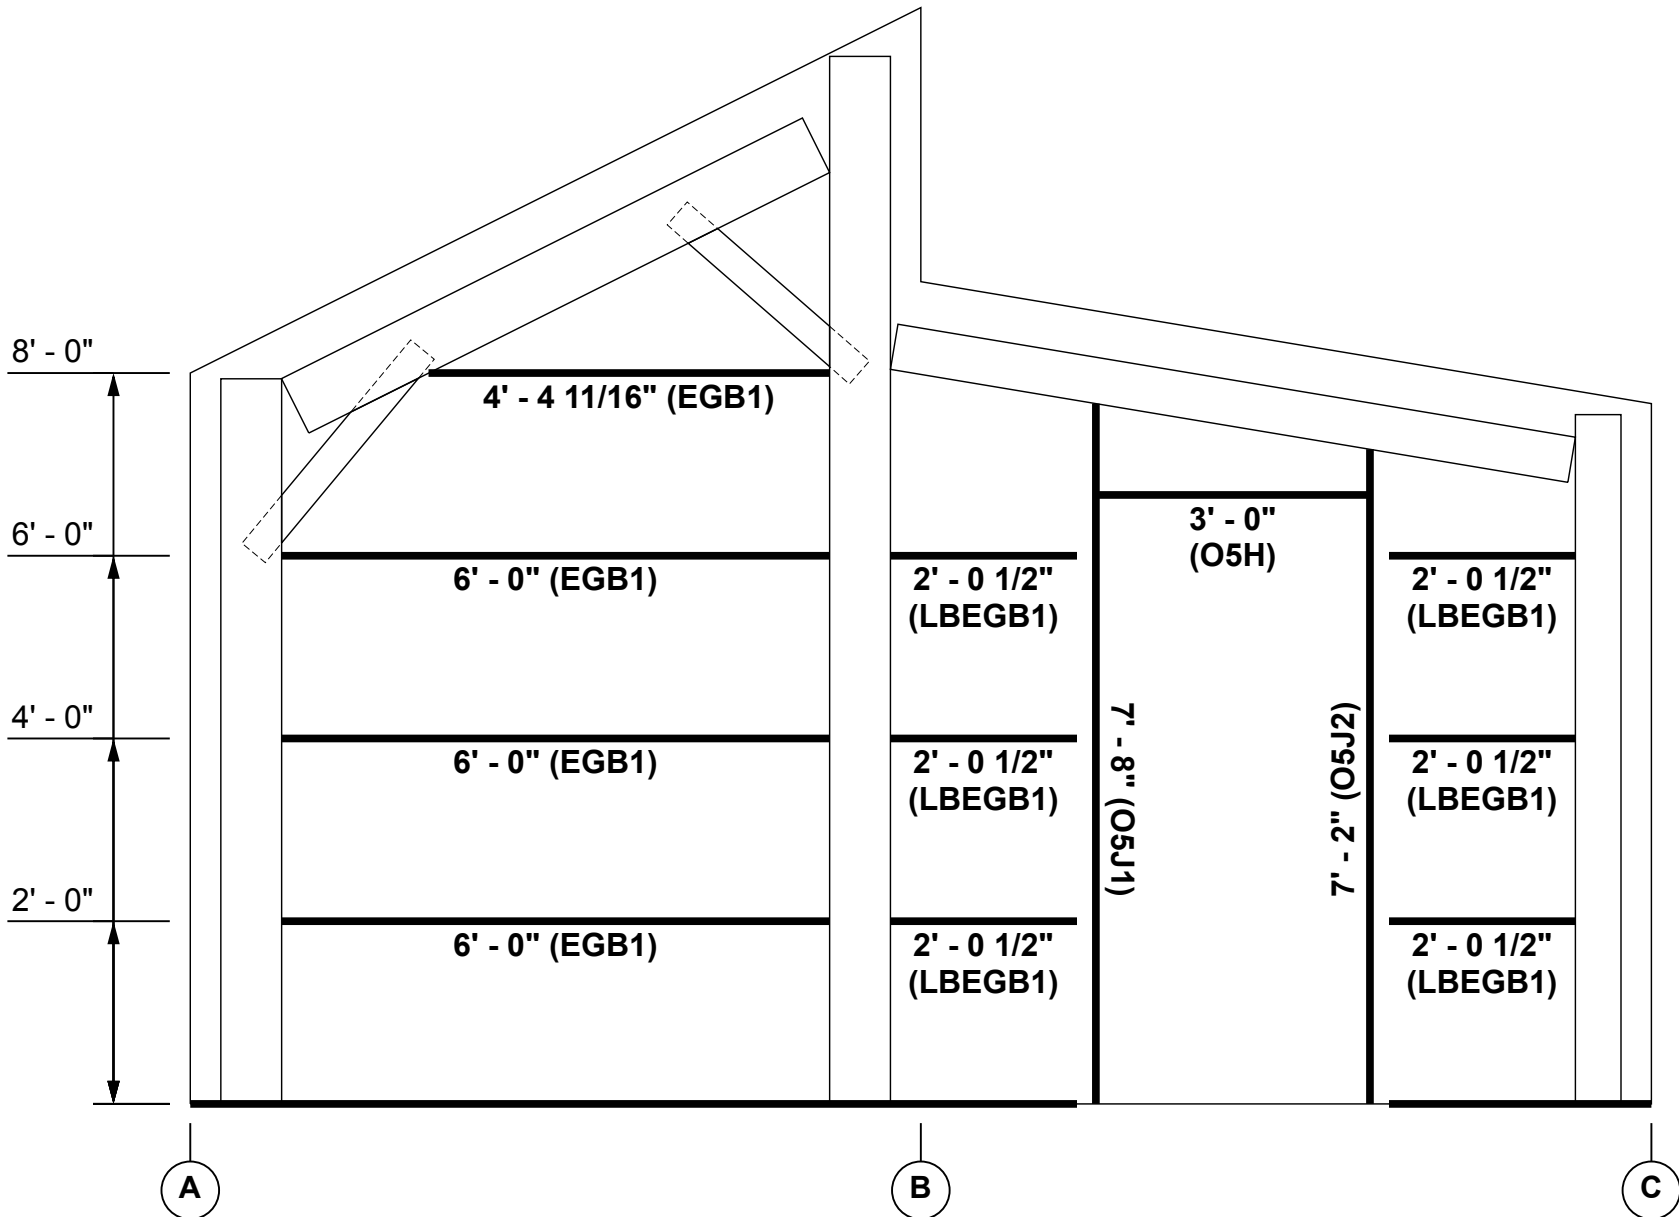 8' - 0"
4' - 4 11/16" (EGB1)
6' - 0"
3' - 0"
(O5H)
6' - 0" (EGB1)
2' - 0 1/2"
(LBEGB1)
2' - 0 1/2"
(LBEGB1)
4' - 0"
7' - 8" (O5J1)
7' - 2" (O5J2)
6' - 0" (EGB1)
2' - 0 1/2"
(LBEGB1)
2' - 0 1/2"
(LBEGB1)
2' - 0"
6' - 0" (EGB1)
2' - 0 1/2"
(LBEGB1)
2' - 0 1/2"
(LBEGB1)
A
B
C